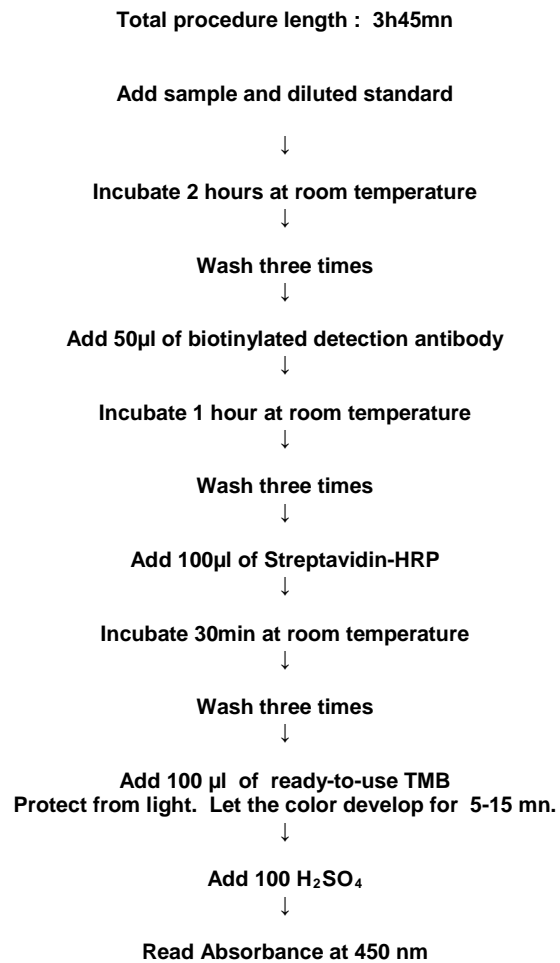 Total procedure length : 3h45mn
Add sample and diluted standard
↓
Incubate 2 hours at room temperature
↓
Wash three times
↓
Add 50µl of biotinylated detection antibody
↓
Incubate 1 hour at room temperature
↓
Wash three times
↓
Add 100µl of Streptavidin-HRP
↓
Incubate 30min at room temperature
↓
Wash three times
↓
Add 100 µl of ready-to-use TMB
Protect from light. Let the color develop for 5-15 mn.
↓
Add 100 H₂SO₄
↓
Read Absorbance at 450 nm